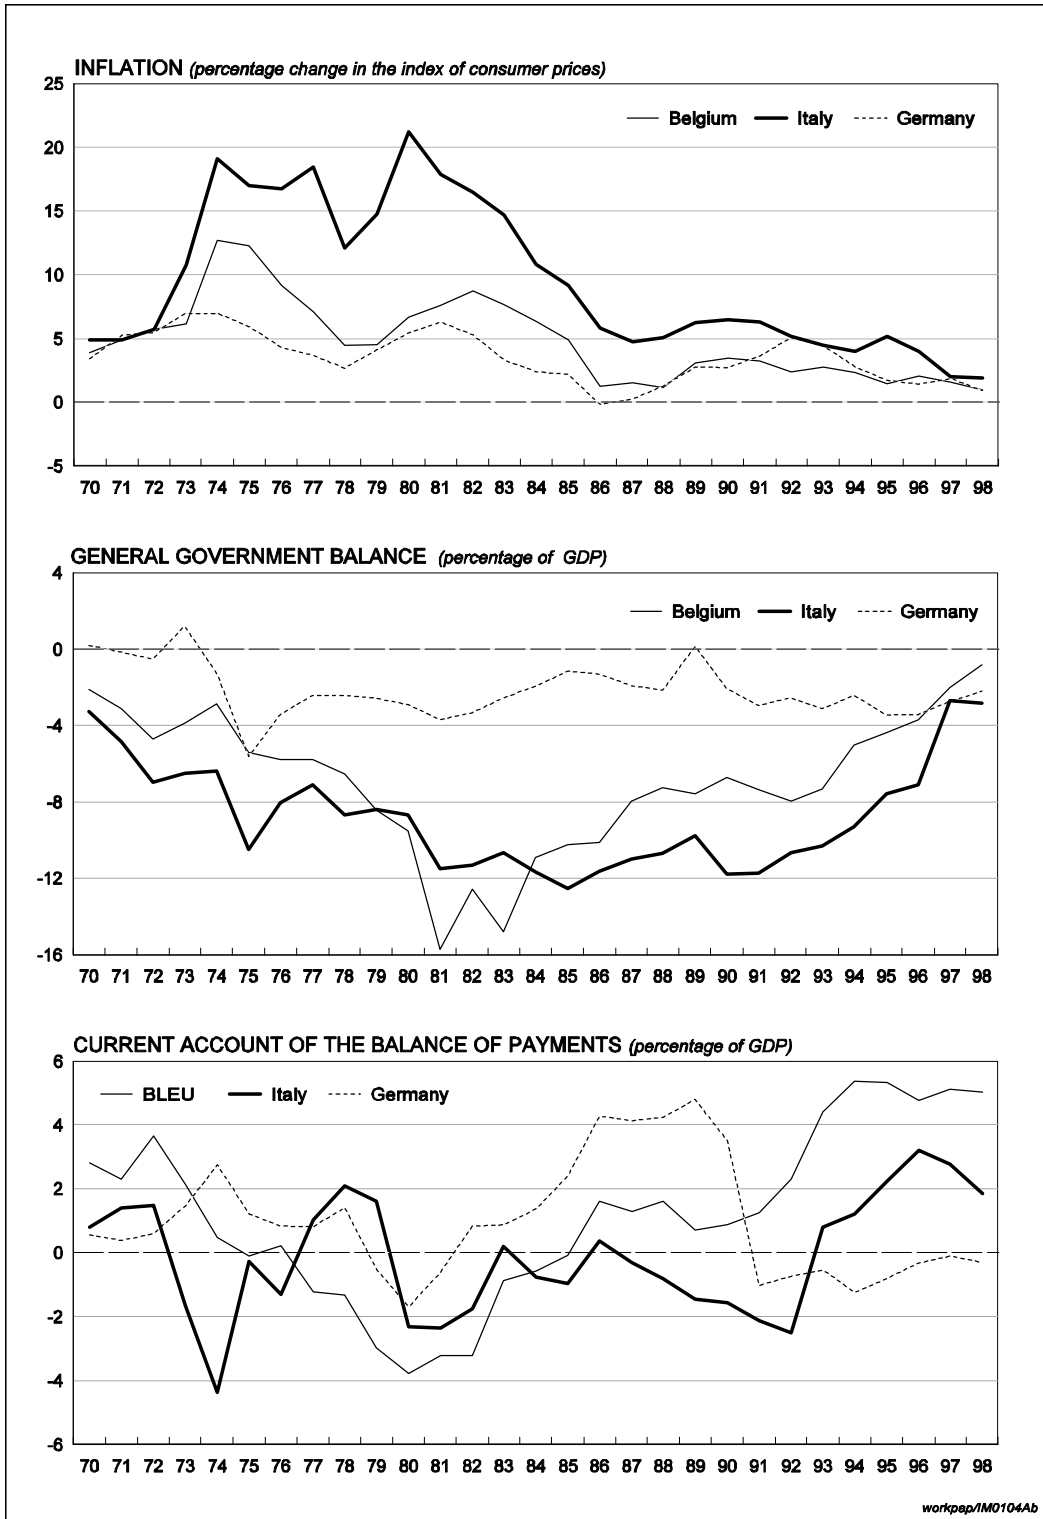 INFLATION (percentage change in the index of consumer prices)
25
Belgium Italy Germany
20
15
10
5
0
-5
70 71 72 73 74 75 76 77 78 79 80 81 82 83 84 85 86 87 88 89 90 91 92 93 94 95 96 97 98
GENERAL GOVERNMENT BALANCE (percentage of GDP)
4
Belgium Italy Germany
0
-4
-8
-12
-16
70 71 72 73 74 75 76 77 78 79 80 81 82 83 84 85 86 87 88 89 90 91 92 93 94 95 96 97 98
CURRENT ACCOUNT OF THE BALANCE OF PAYMENTS (percentage of GDP)
6
BLEU Italy Germany
4
2
0
-2
-4
-6
70 71 72 73 74 75 76 77 78 79 80 81 82 83 84 85 86 87 88 89 90 91 92 93 94 95 96 97 98
workpap/IM0104Ab